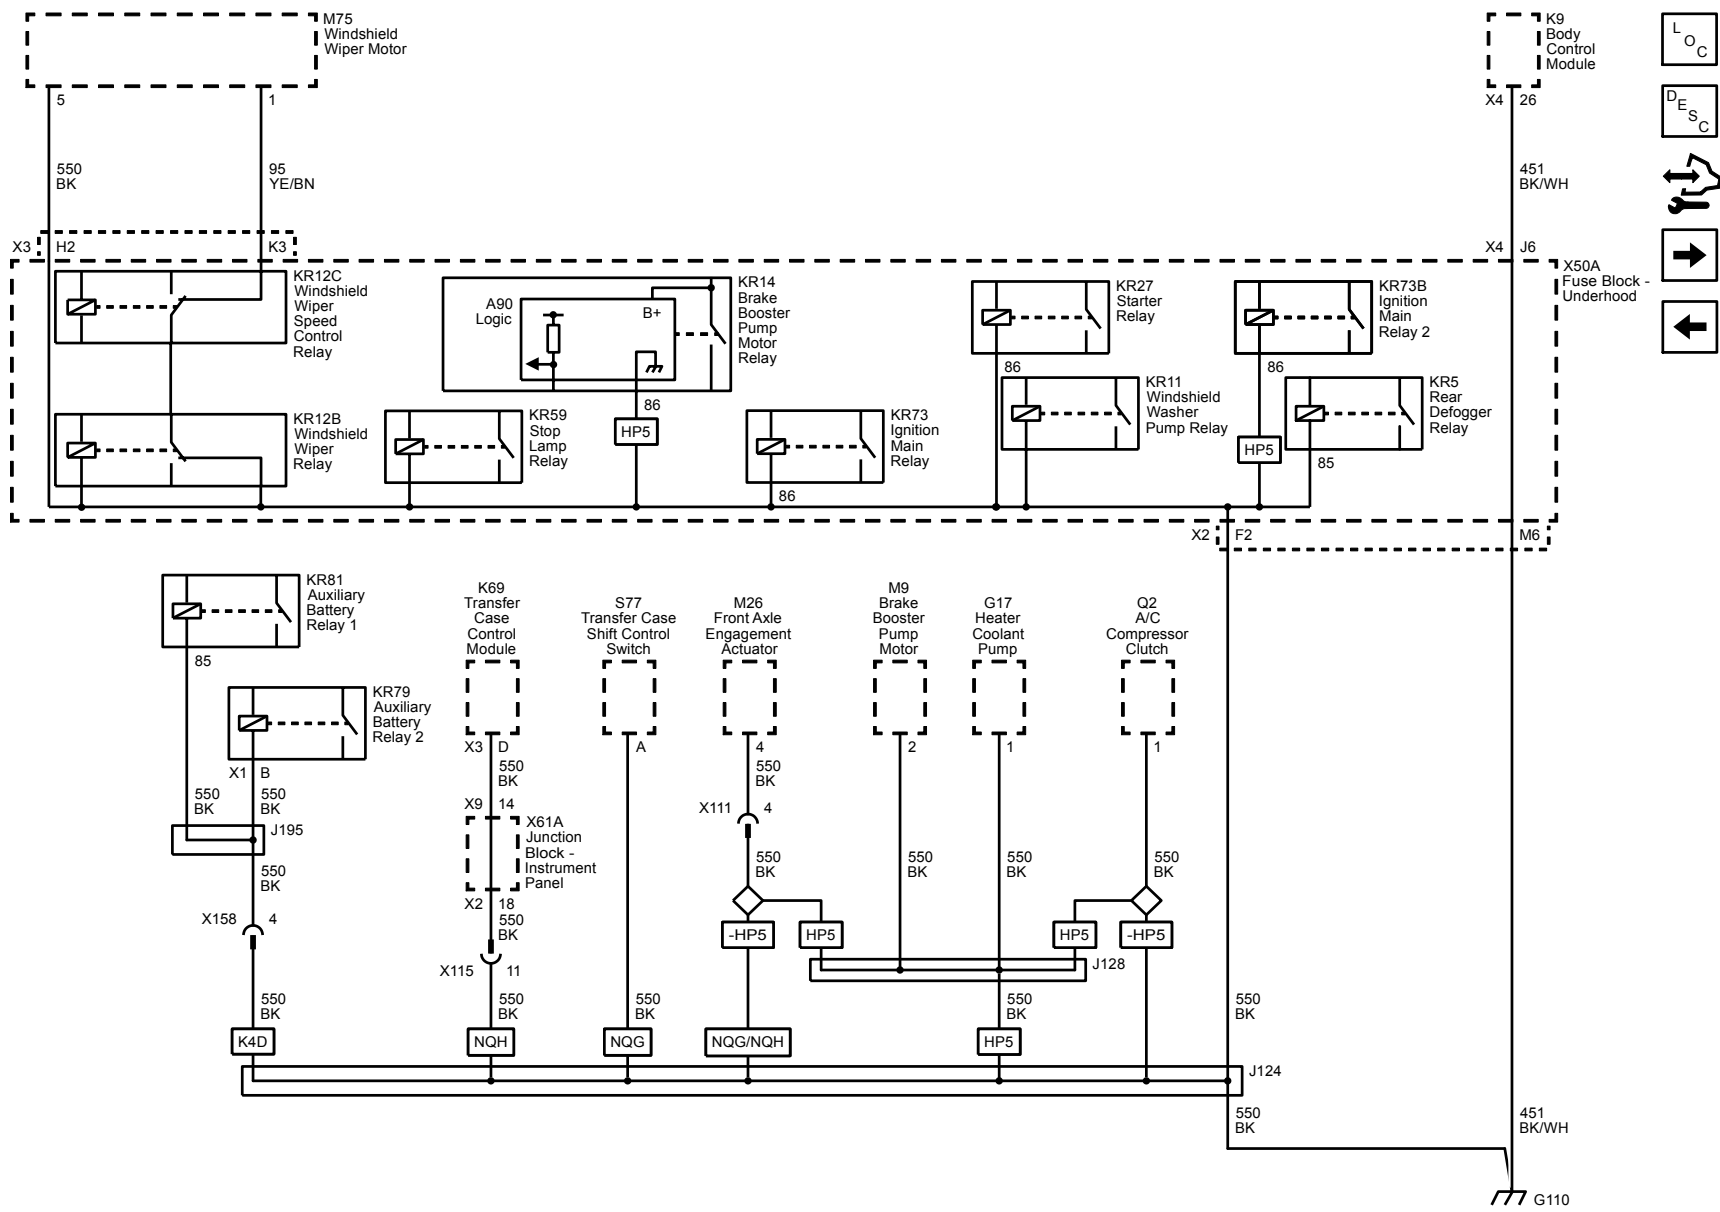 M75
Windshield
Wiper Motor
K9
Body
Control
Module
L
O
C
5
1
X4
26
D
E
S
C
550
BK
95
YE/BN
451
BK/WH
X3
H2
K3
X4
J6
X50A
Fuse Block -
Underhood
KR12C
Windshield
Wiper
Speed
Control
Relay
A90
Logic
B+
KR14
Brake
Booster
Pump
Motor
Relay
KR27
Starter
Relay
KR73B
Ignition
Main
Relay 2
86
86
86
KR12B
Windshield
Wiper
Relay
KR59
Stop
Lamp
Relay
HP5
KR73
Ignition
Main
Relay
KR11
Windshield
Washer
Pump Relay
HP5
KR5
Rear
Defogger
Relay
85
86
X2
F2
M6
KR81
Auxiliary
Battery
Relay 1
K69
Transfer
Case
Control
Module
S77
Transfer Case
Shift Control
Switch
M26
Front Axle
Engagement
Actuator
M9
Brake
Booster
Pump
Motor
G17
Heater
Coolant
Pump
Q2
A/C
Compressor
Clutch
85
KR79
Auxiliary
Battery
Relay 2
X1
B
X3
D
A
4
2
1
1
550
BK
550
BK
550
BK
550
BK
X9
14
X111
4
J195
X61A
Junction
Block -
Instrument
Panel
550
BK
550
BK
550
BK
550
BK
550
BK
X158
4
X2
18
550
BK
-HP5
HP5
HP5
-HP5
X115
11
J128
550
BK
550
BK
550
BK
550
BK
550
BK
K4D
NQH
NQG
NQG/NQH
HP5
J124
550
BK
451
BK/WH
G110